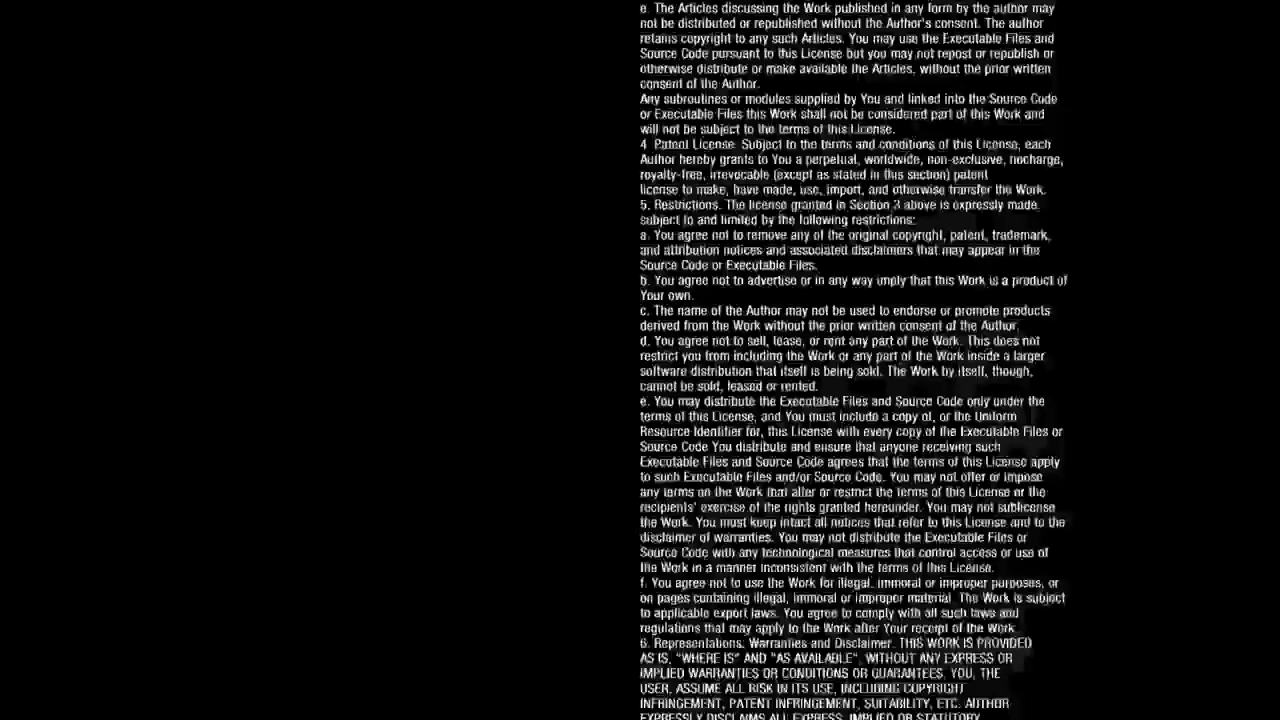 e. The Articles discussing the Work published in any form by the author may
not be distributed or republished without the Author's consent. The author
retains copyright to any such Articles. You may use the Executable Files and
Source Code pursuant to this License but you may not repost or republish or
otherwise distribute or make available the Articles, without the prior written
consent of the Author.
Any subroutines or modules supplied by You and linked into the Source Code
or Executable Files this Work shall not be considered part of this Work and
will not be subject to the terms of this License.
4. Patent License. Subject to the terms and conditions of this License, each
Author hereby grants to You a perpetual, worldwide, non-exclusive, nocharge,
royalty-free, irrevocable (except as stated in this section) patent
license to make, have made, use, import, and otherwise transfer the Work.
5. Restrictions. The license granted in Section 3 above is expressly made
subject to and limited by the following restrictions:
a. You agree not to remove any of the original copyright, patent, trademark,
and attribution notices and associated disclaimers that may appear in the
Source Code or Executable Files.
b. You agree not to advertise or in any way imply that this Work is a product of
Your own.
c. The name of the Author may not be used to endorse or promote products
derived from the Work without the prior written consent of the Author.
d. You agree not to sell, lease, or rent any part of the Work. This does not
restrict you from including the Work or any part of the Work inside a larger
software distribution that itself is being sold. The Work by itself, though,
cannot be sold, leased or rented.
e. You may distribute the Executable Files and Source Code only under the
terms of this License, and You must include a copy of, or the Uniform
Resource Identifier for, this License with every copy of the Executable Files or
Source Code You distribute and ensure that anyone receiving such
Executable Files and Source Code agrees that the terms of this License apply
to such Executable Files and/or Source Code. You may not offer or impose
any terms on the Work that alter or restrict the terms of this License or the
recipients' exercise of the rights granted hereunder. You may not sublicense
the Work. You must keep intact all notices that refer to this License and to the
disclaimer of warranties. You may not distribute the Executable Files or
Source Code with any technological measures that control access or use of
the Work in a manner inconsistent with the terms of this License.
f. You agree not to use the Work for illegal, immoral or improper purposes, or
on pages containing illegal, immoral or improper material. The Work is subject
to applicable export laws. You agree to comply with all such laws and
regulations that may apply to the Work after Your receipt of the Work.
6. Representations, Warranties and Disclaimer. THIS WORK IS PROVIDED
AS IS, "WHERE IS" AND "AS AVAILABLE", WITHOUT ANY EXPRESS OR
IMPLIED WARRANTIES OR CONDITIONS OR GUARANTEES. YOU, THE
USER, ASSUME ALL RISK IN ITS USE, INCLUDING COPYRIGHT
INFRINGEMENT, PATENT INFRINGEMENT, SUITABILITY, ETC. AUTHOR
EXPRESSLY DISCLAIMS ALL EXPRESS, IMPLIED OR STATUTORY